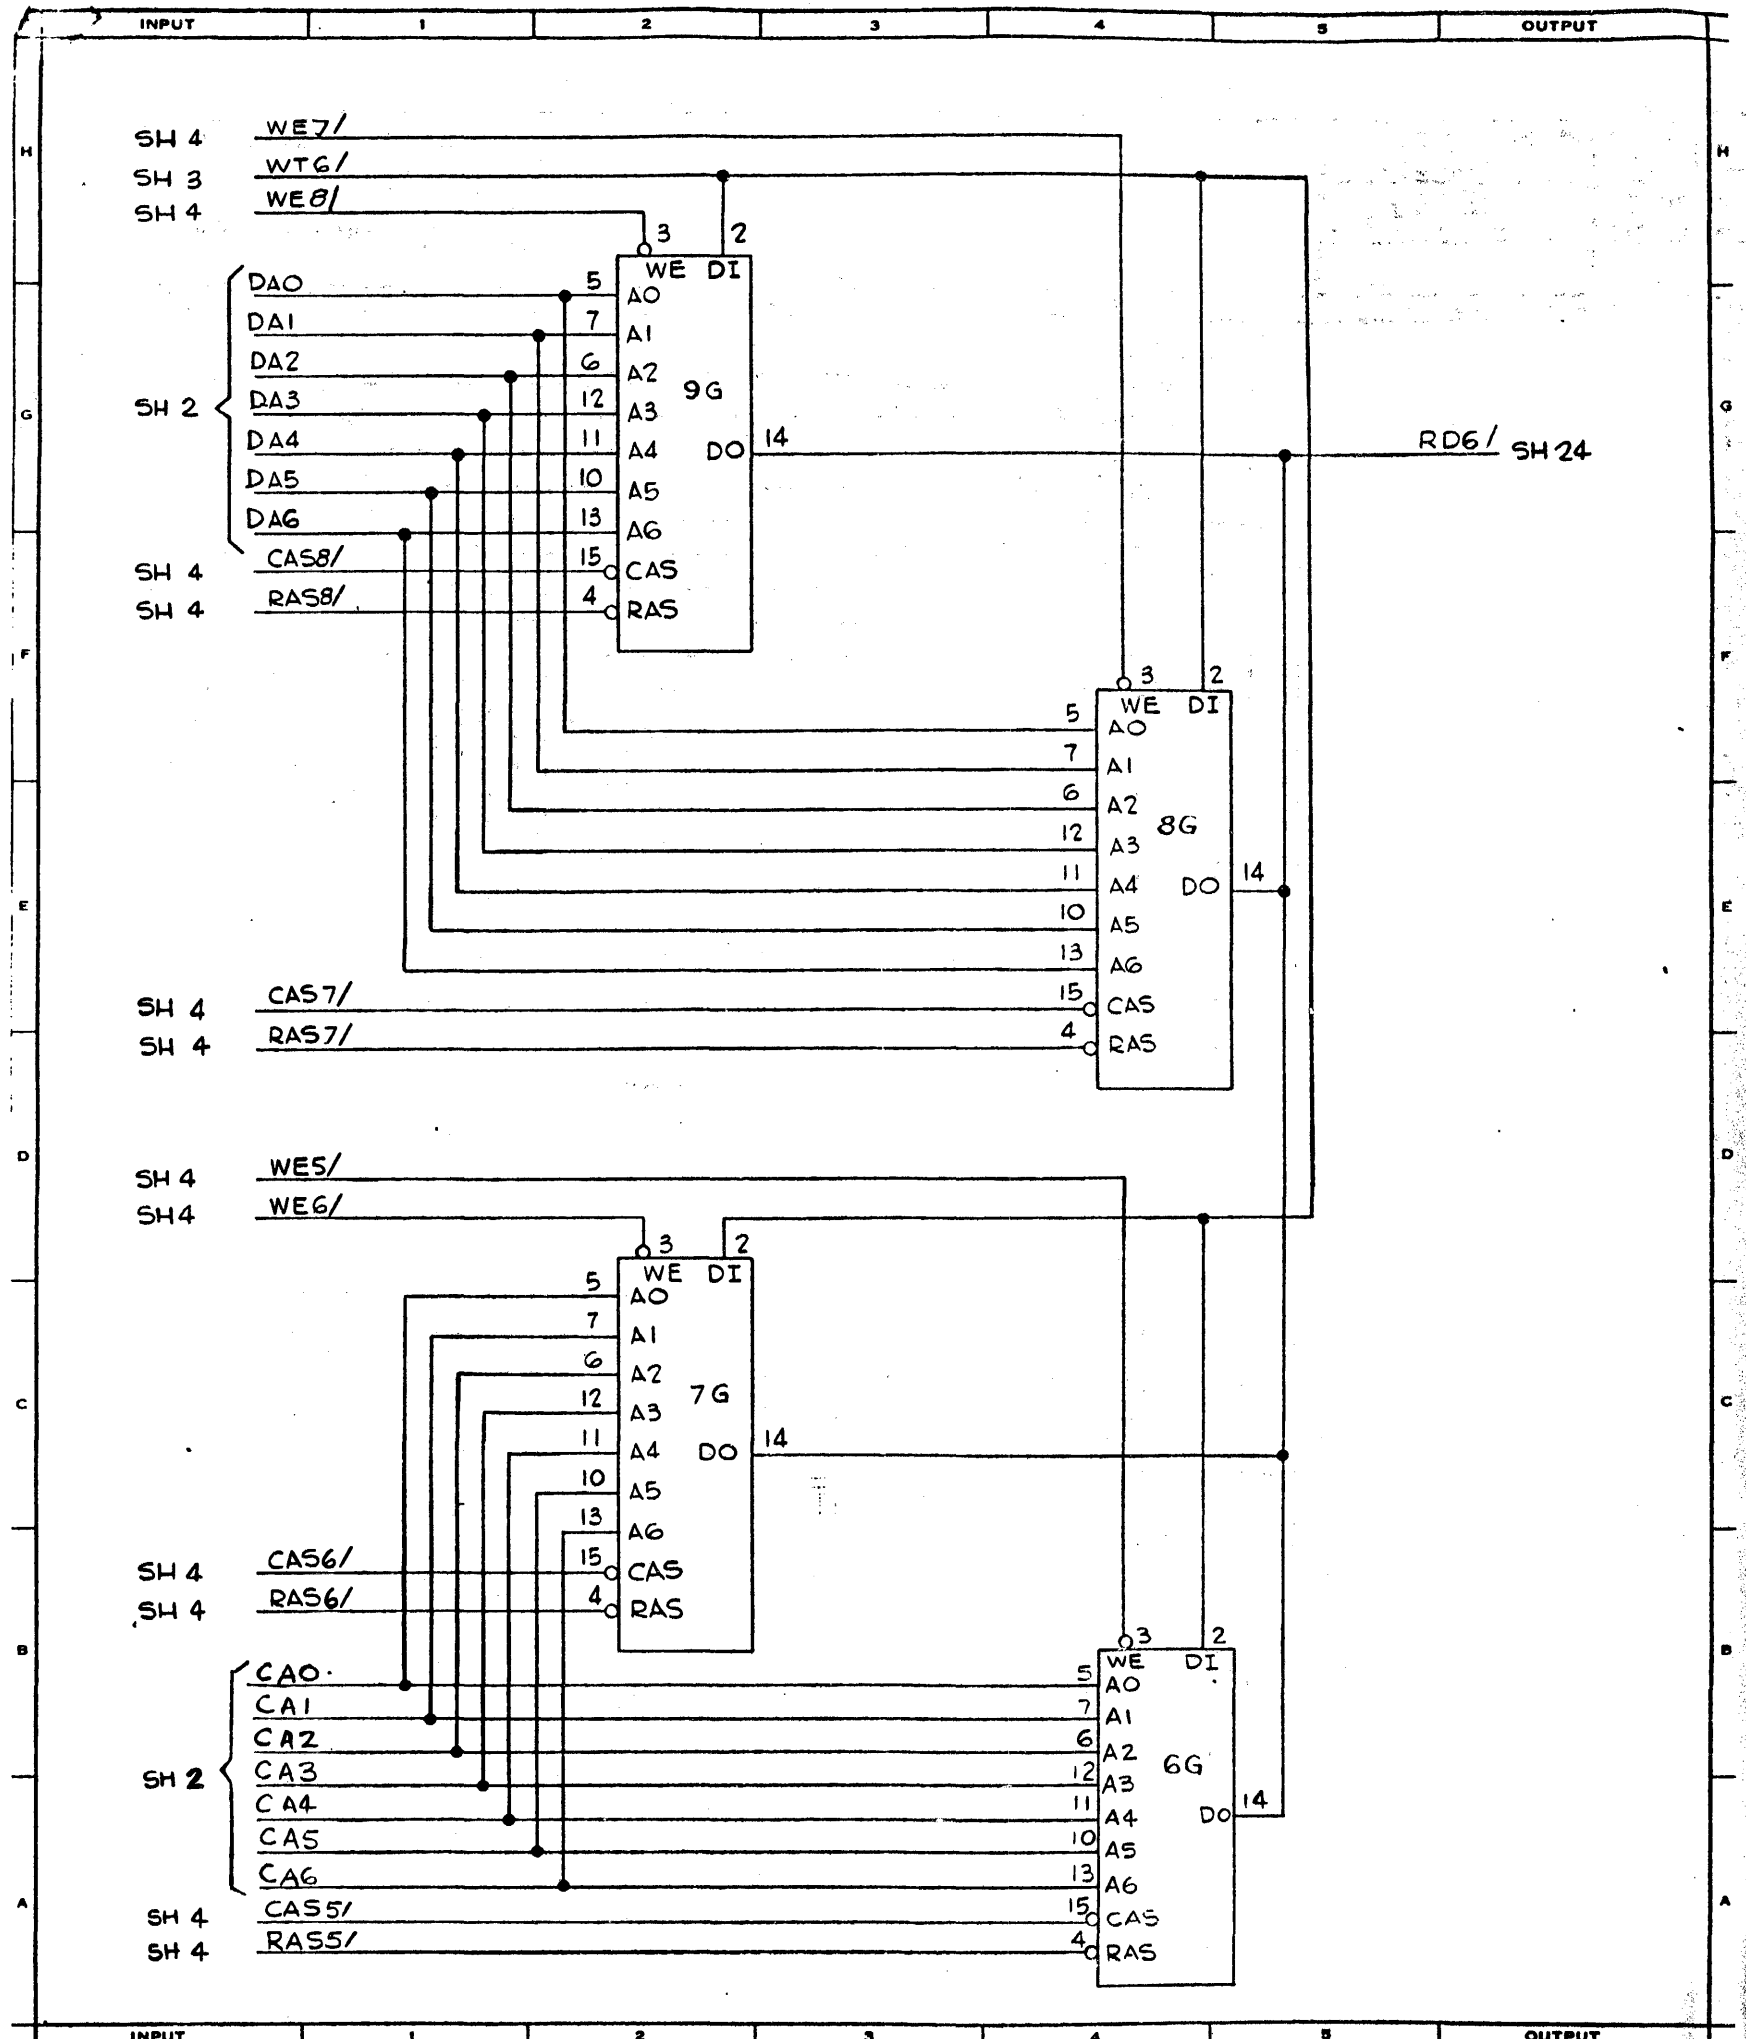 INPUT 1 2 3 4 5 OUTPUT
SH 4 WE7/
H H
SH 3 WT6/
SH 4 WE8/
3 2
WE DI
DA0 5 A0
DA1 7 A1
DA2 6 A2
9G
SH 2 DA3 12 A3
G G
DA4 11 A4 DO 14 RD6/ SH 24
DA5 10 A5
DA6 13 A6
SH 4 CAS8/ 15 CAS
SH 4 RAS8/ 4 RAS
F F
3 2
WE DI
5 A0
7 A1
6 A2
8G
12 A3
11 A4 DO 14
E E
10 A5
13 A6
SH 4 CAS7/ 15 CAS
SH 4 RAS7/ 4 RAS
D D
SH 4 WE5/
SH4 WE6/
3 2
WE DI
5 A0
7 A1
6 A2
7G
C C
12 A3
11 A4 DO 14
10 A5
13 A6
SH 4 CAS6/ 15 CAS
SH 4 RAS6/ 4 RAS
B B
3 2
WE DI
CA0 5 A0
CA1 7 A1
CA2 6 A2
6G
SH 2 CA3 12 A3
CA4 11 A4 DO 14
CA5 10 A5
CA6 13 A6
A A
SH 4 CAS5/ 15 CAS
SH 4 RAS5/ 4 RAS
INPUT 1 2 3 4 5 OUTPUT